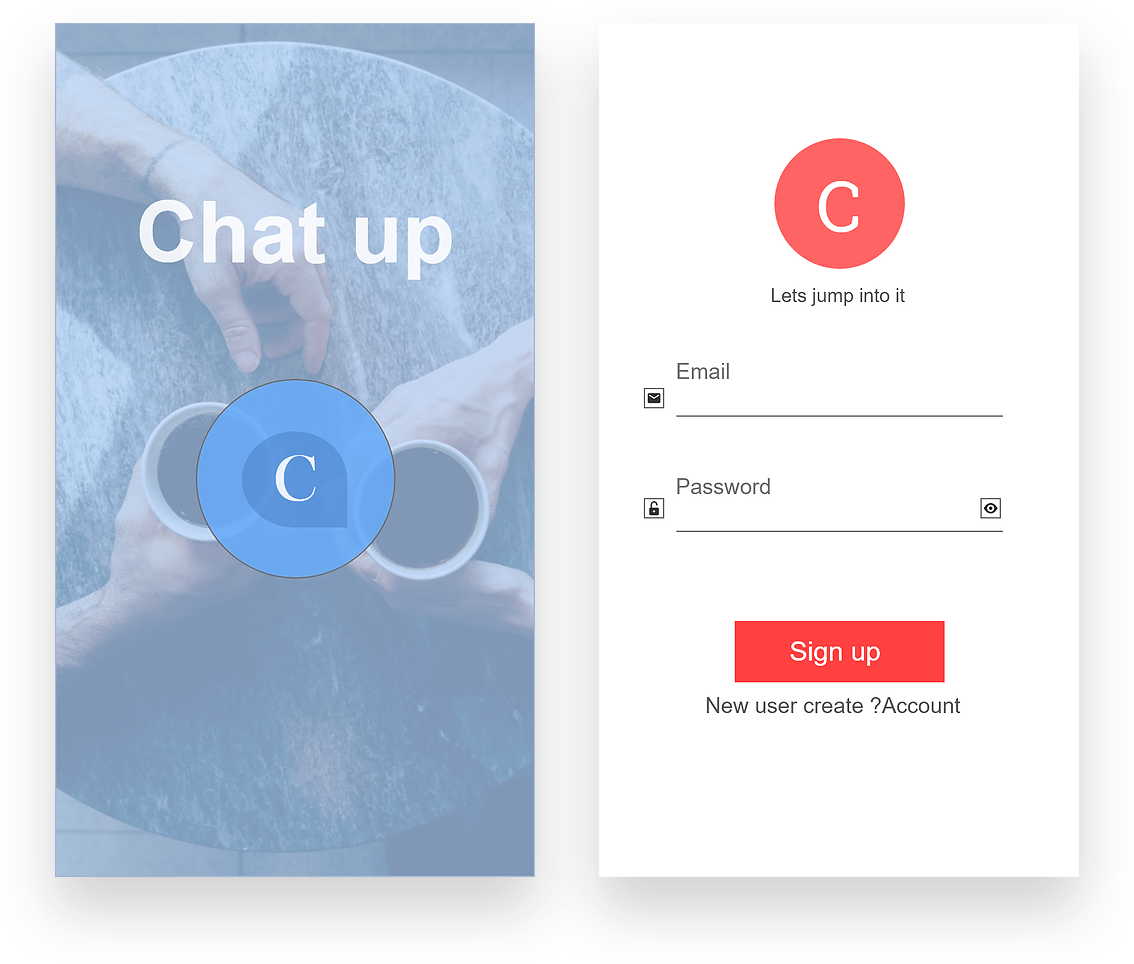 Chat up
C
C
Lets jump into it
Email
Password
Sign up
New user create ?Account